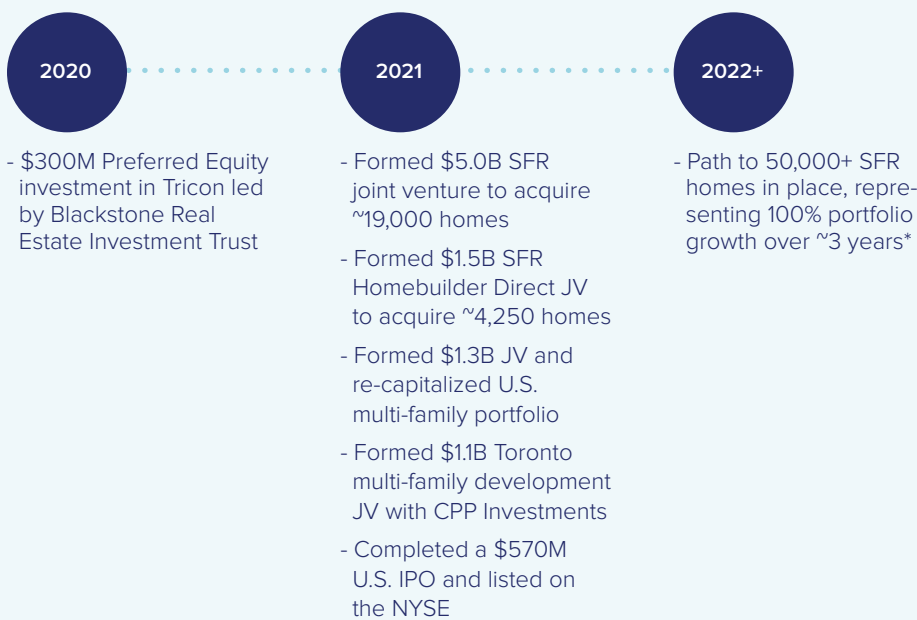 2020
- $300M Preferred Equity
investment in Tricon led
by Blackstone Real
Estate Investment Trust
2021
- Formed $5.0B SFR
joint venture to acquire
~19,000 homes
- Formed $1.5B SFR
Homebuilder Direct JV
to acquire ~4,250 homes
- Formed $1.3B JV and
re-capitalized U.S.
multi-family portfolio
- Formed $1.1B Toronto
multi-family development
JV with CPP Investments
- Completed a $570M
U.S. IPO and listed on
the NYSE
2022+
- Path to 50,000+ SFR
homes in place, repre-
senting 100% portfolio
growth over ~3 years*